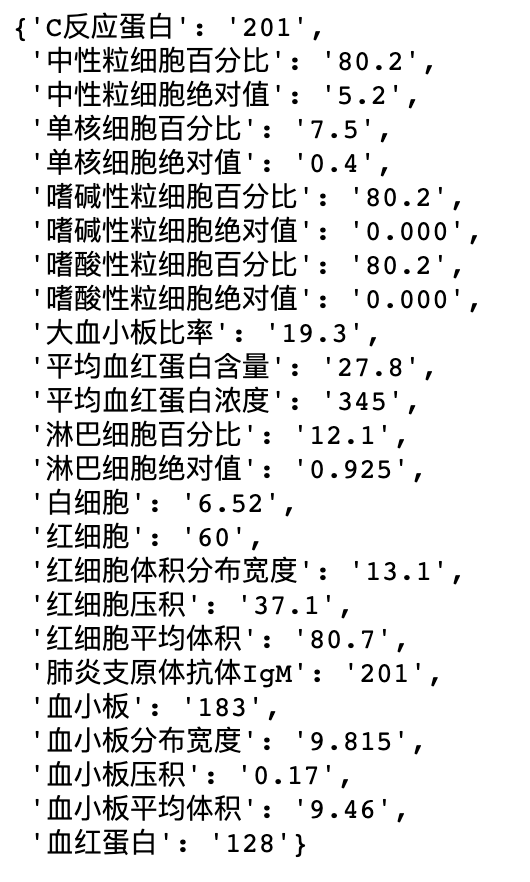 {'C反应蛋白': '201',
'中性粒细胞百分比': '80.2',
'中性粒细胞绝对值': '5.2',
'单核细胞百分比': '7.5',
'单核细胞绝对值': '0.4',
'嗜碱性粒细胞百分比': '80.2',
'嗜碱性粒细胞绝对值': '0.000',
'嗜酸性粒细胞百分比': '80.2',
'嗜酸性粒细胞绝对值': '0.000',
'大血小板比率': '19.3',
'平均血红蛋白含量': '27.8',
'平均血红蛋白浓度': '345',
'淋巴细胞百分比': '12.1',
'淋巴细胞绝对值': '0.925',
'白细胞': '6.52',
'红细胞': '60',
'红细胞体积分布宽度': '13.1',
'红细胞压积': '37.1',
'红细胞平均体积': '80.7',
'肺炎支原体抗体IgM': '201',
'血小板': '183',
'血小板分布宽度': '9.815',
'血小板压积': '0.17',
'血小板平均体积': '9.46',
'血红蛋白': '128'}